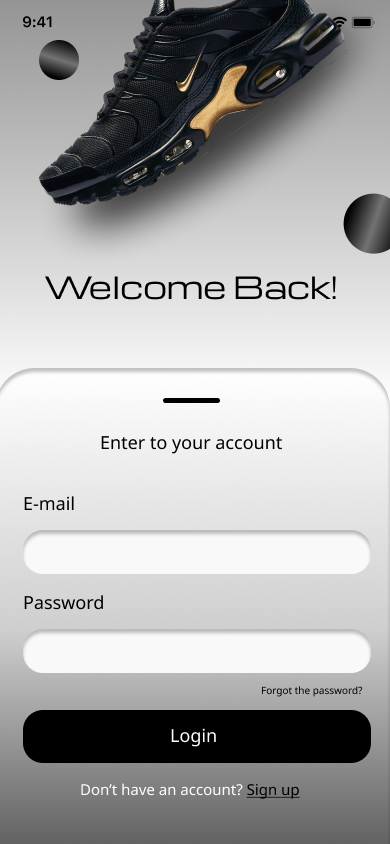 9:41
Welcome Back!
Enter to your account
E-mail
Password
Forgot the password?
Login
Don’t have an account? Sign up